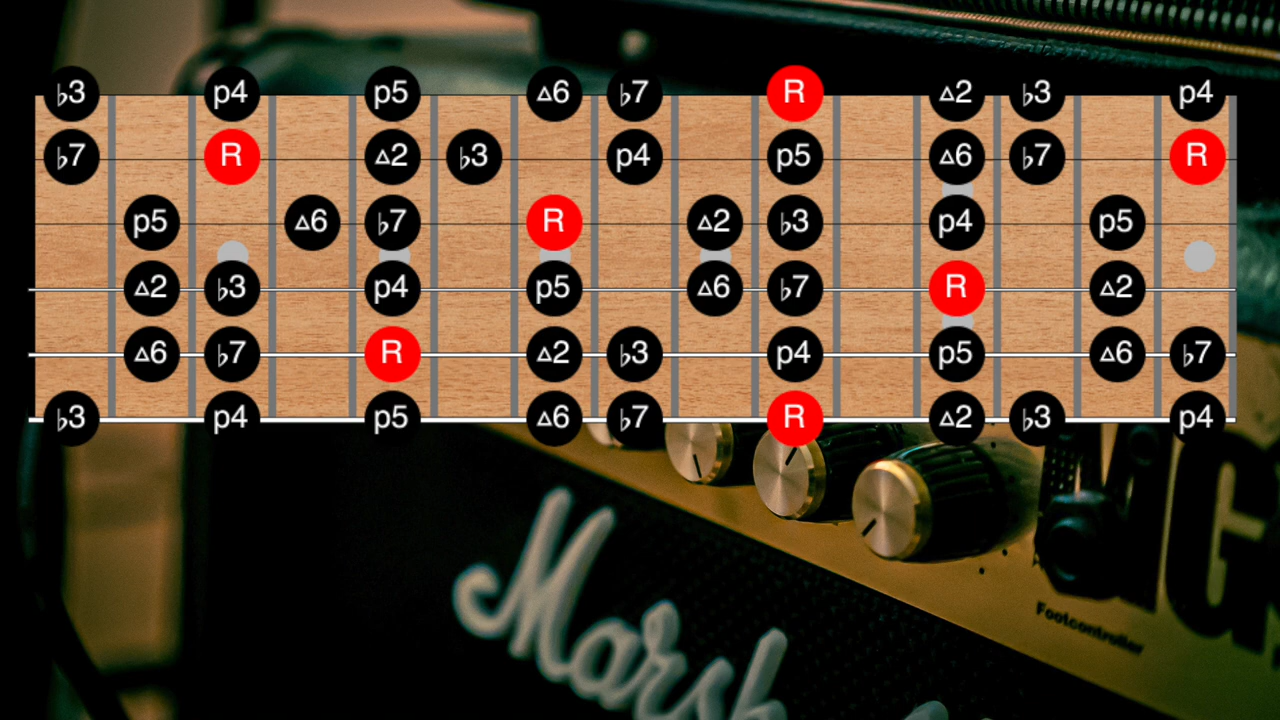 ♭3 p4 p5 ▵6 ♭7 R ▵2 ♭3 p4
♭7 R ▵2 ♭3 p4 p5 ▵6 ♭7 R
p5 ▵6 ♭7 R ▵2 ♭3 p4 p5
▵2 ♭3 p4 p5 ▵6 ♭7 R ▵2
▵6 ♭7 R ▵2 ♭3 p4 p5 ▵6 ♭7
♭3 p4 p5 ▵6 ♭7 R ▵2 ♭3 p4
Footcontroller